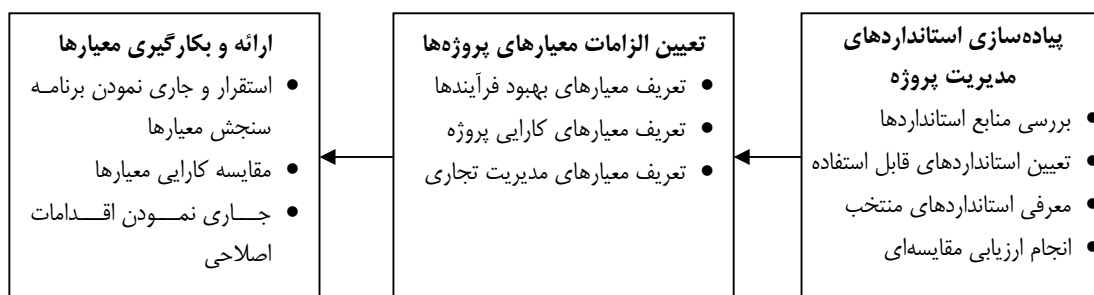 پیاده‌سازی استانداردهای
مدیریت پروژه
• بررسی منابع استانداردها
• تعیین استانداردهای قابل استفاده
• معرفی استانداردهای منتخب
• انجام ارزیابی مقایسه‌ای
تعیین الزامات معیارهای پروژه‌ها
• تعریف معیارهای بهبود فرآیندها
• تعریف معیارهای کارایی پروژه
• تعریف معیارهای مدیریت تجاری
ارائه و بکارگیری معیارها
• استقرار و جاری نمودن برنامه
سنجش معیارها
• مقایسه کارایی معیارها
• جاری نمودن اقدامات
اصلاحی